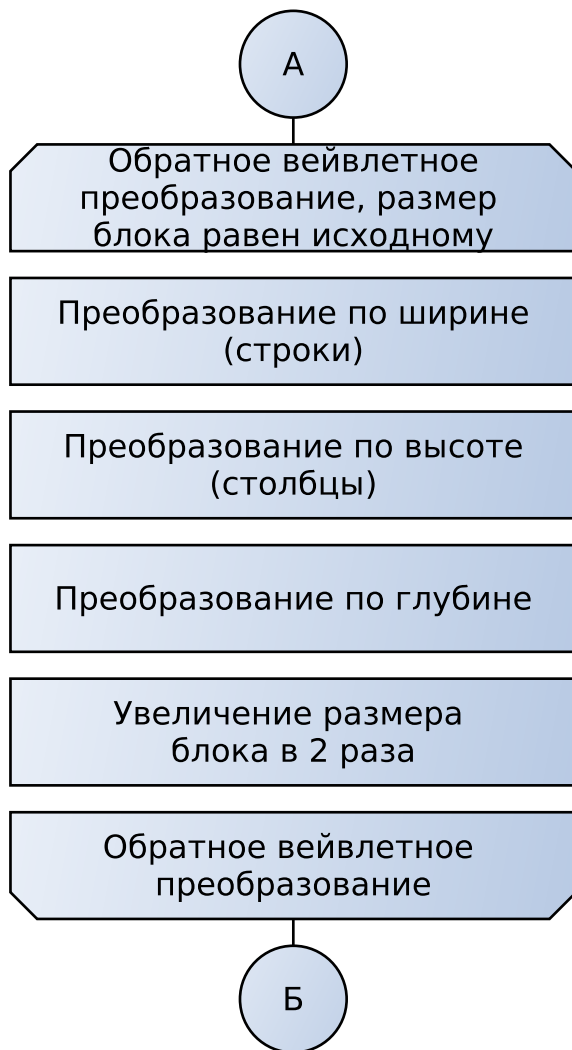 А
Обратное вейвлетное
преобразование, размер
блока равен исходному
Преобразование по ширине
(строки)
Преобразование по высоте
(столбцы)
Преобразование по глубине
Увеличение размера
блока в 2 раза
Обратное вейвлетное
преобразование
Б